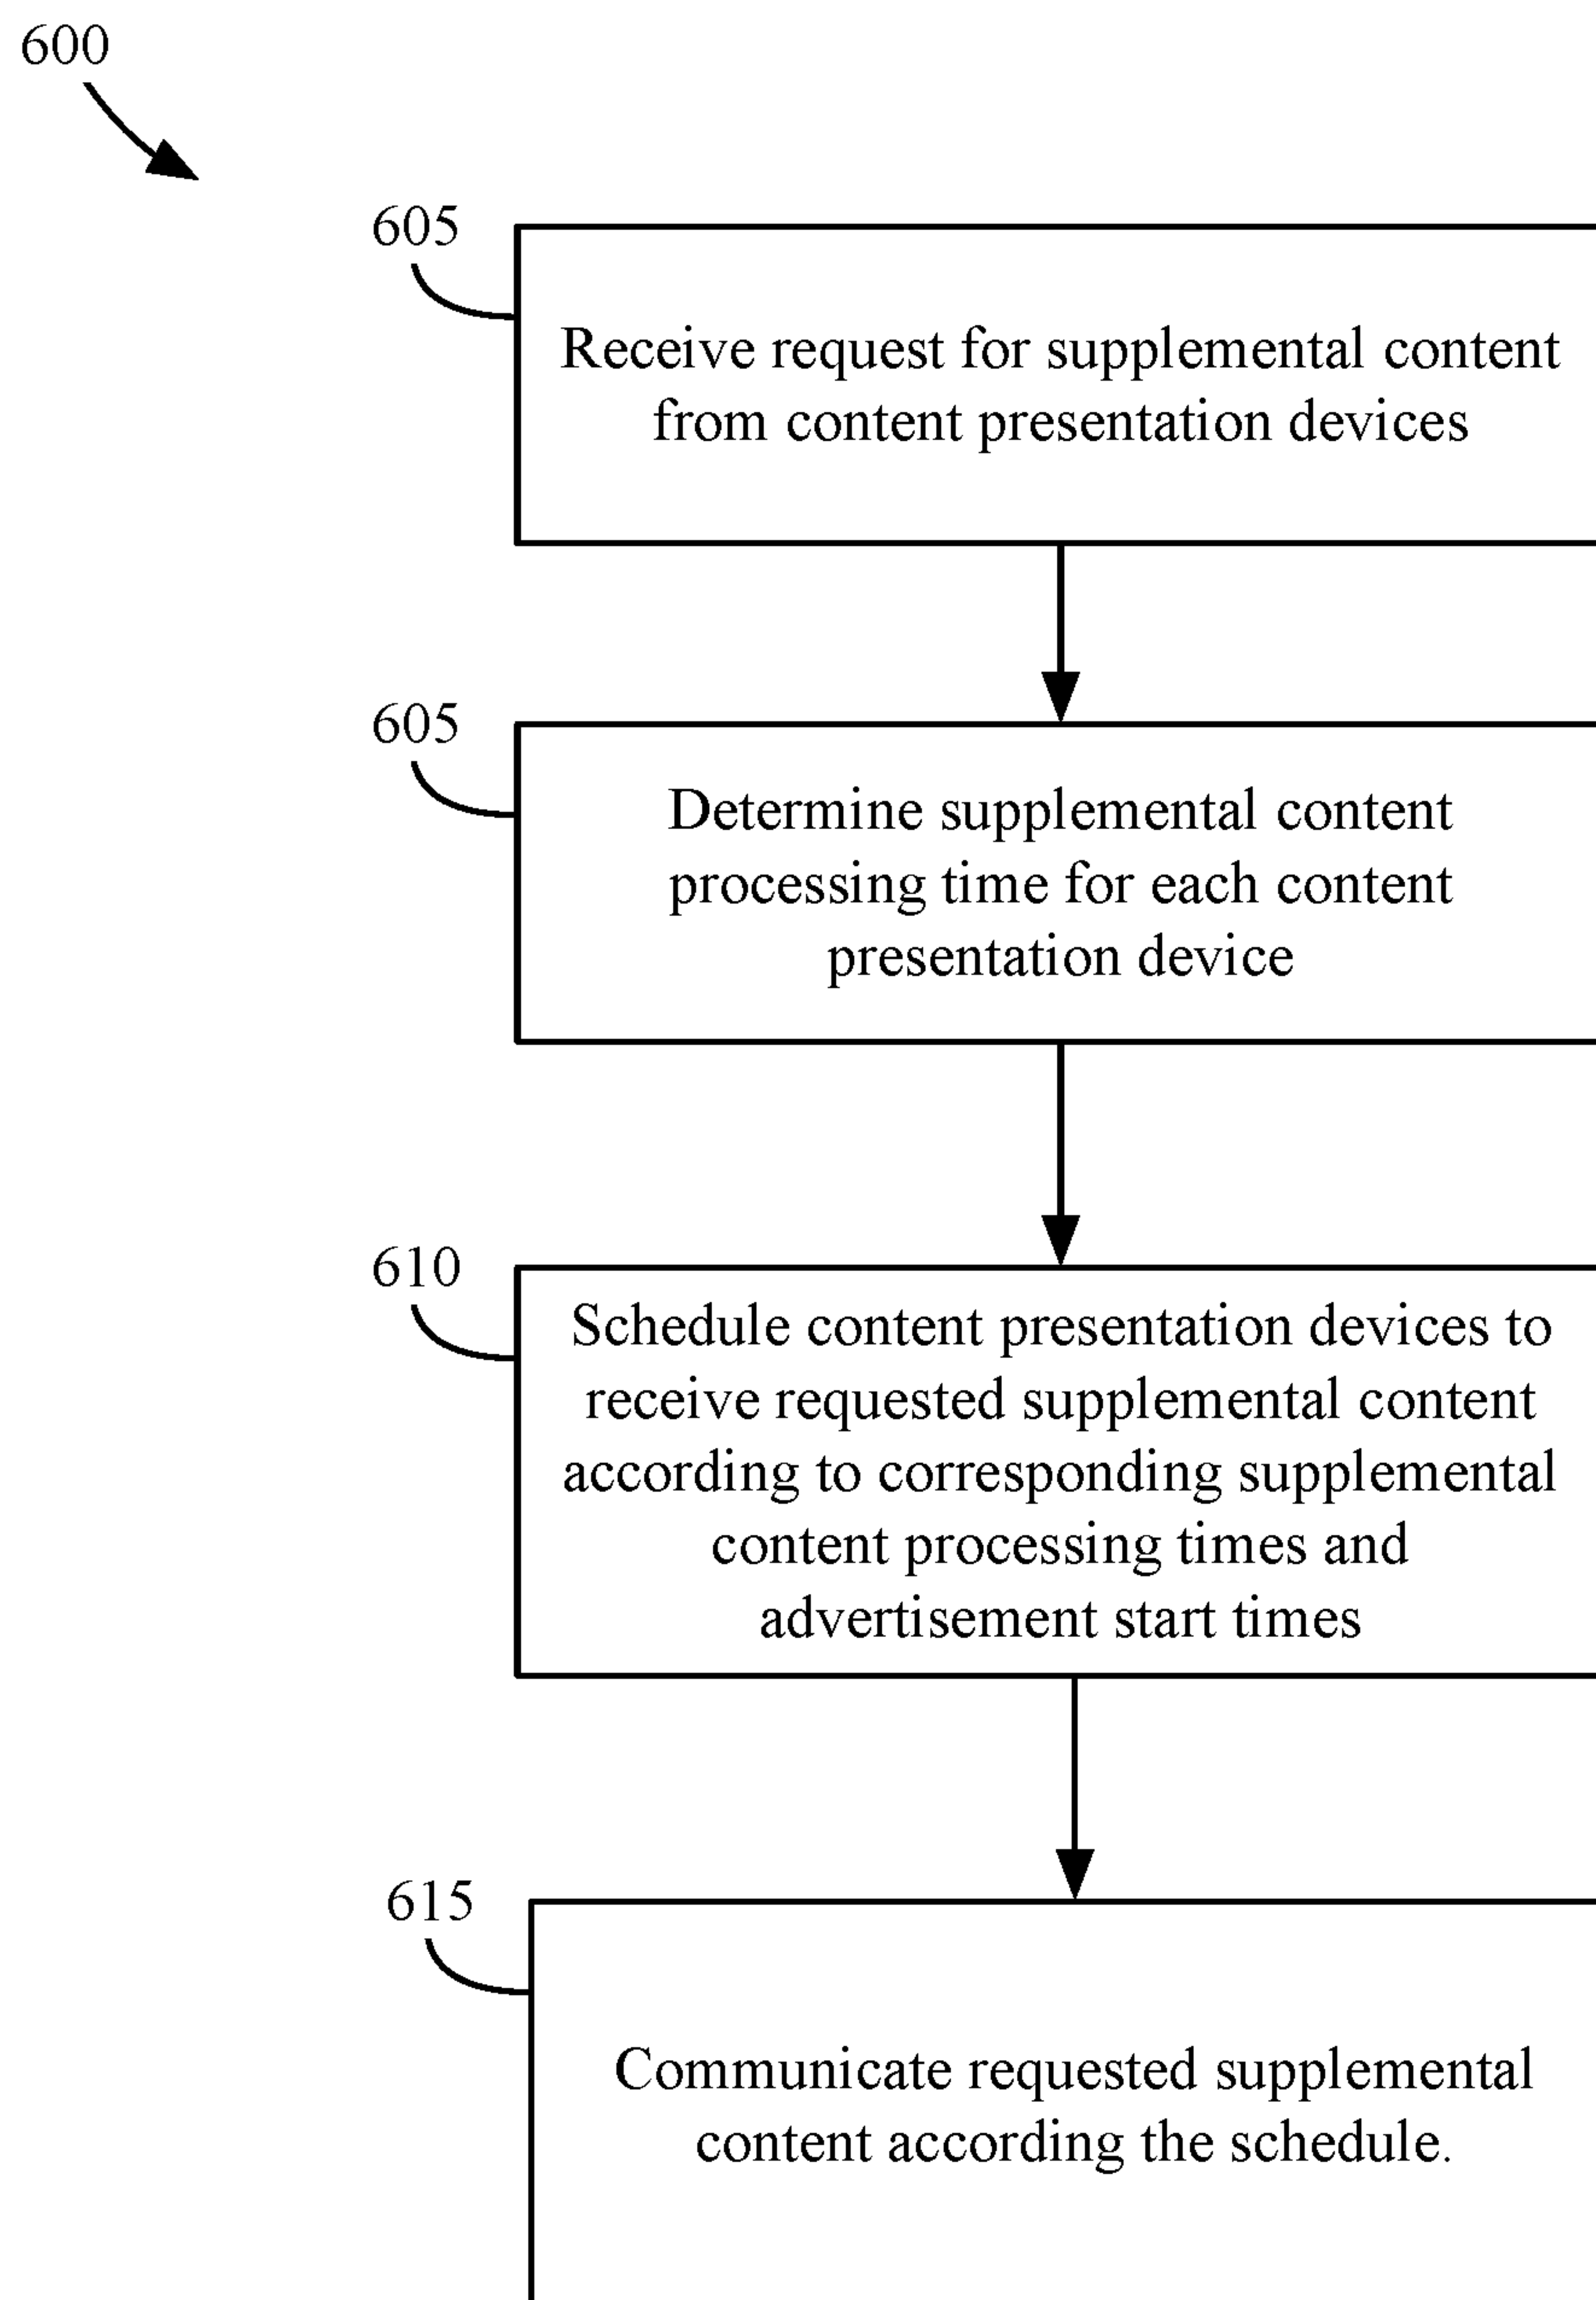 600
605
Receive request for supplemental content
from content presentation devices
605
Determine supplemental content
processing time for each content
presentation device
610
Schedule content presentation devices to
receive requested supplemental content
according to corresponding supplemental
content processing times and
advertisement start times
615
Communicate requested supplemental
content according the schedule.